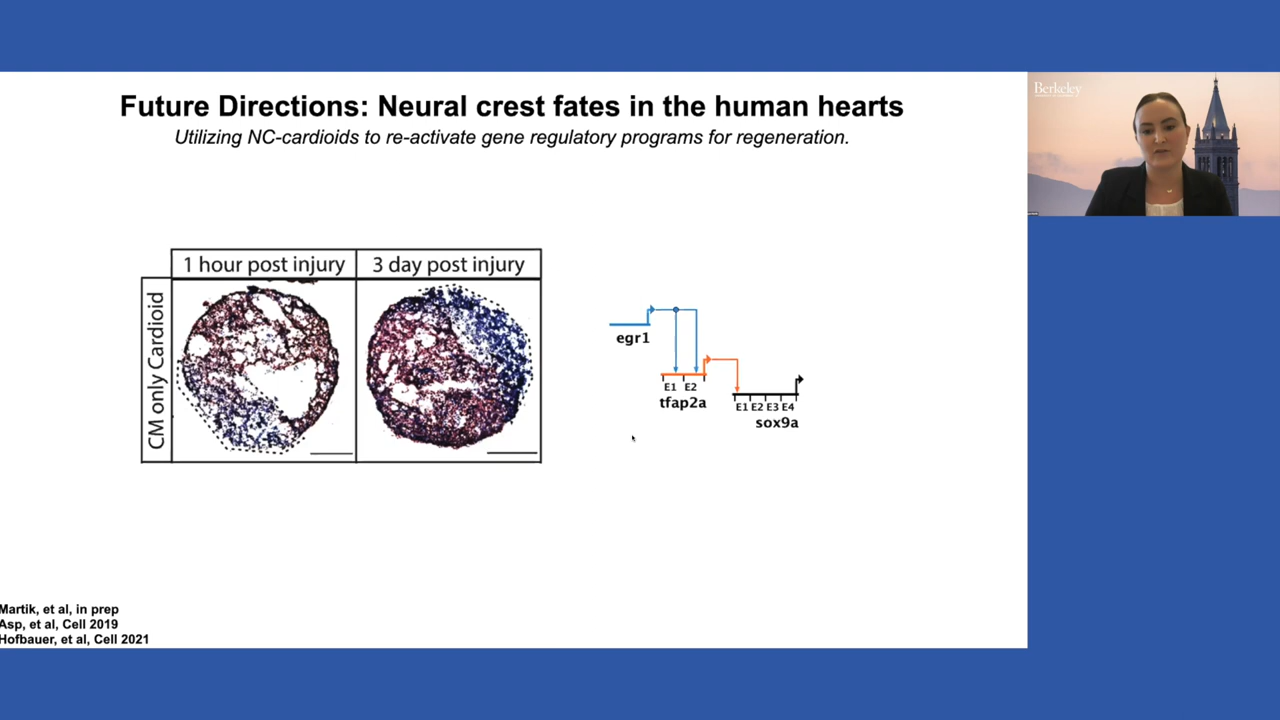 Future Directions: Neural crest fates in the human hearts
Utilizing NC-cardioids to re-activate gene regulatory programs for regeneration.
Berkeley
1 hour post injury
3 day post injury
CM only Cardioid
egr1
E1 E2
tfap2a
E1 E2 E3 E4
sox9a
Martik, et al, in prep
Asp, et al, Cell 2019
Hofbauer, et al, Cell 2021